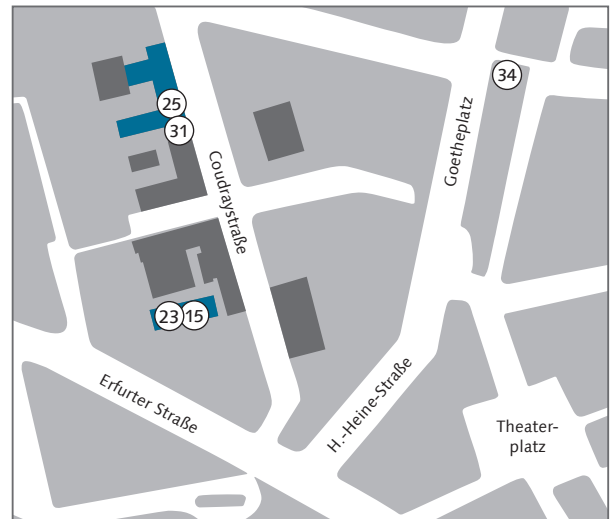 34
25
31
Goetheplatz
Coudraystraße
23
15
Erfurter Straße
H.-Heine-Straße
Theater-
platz